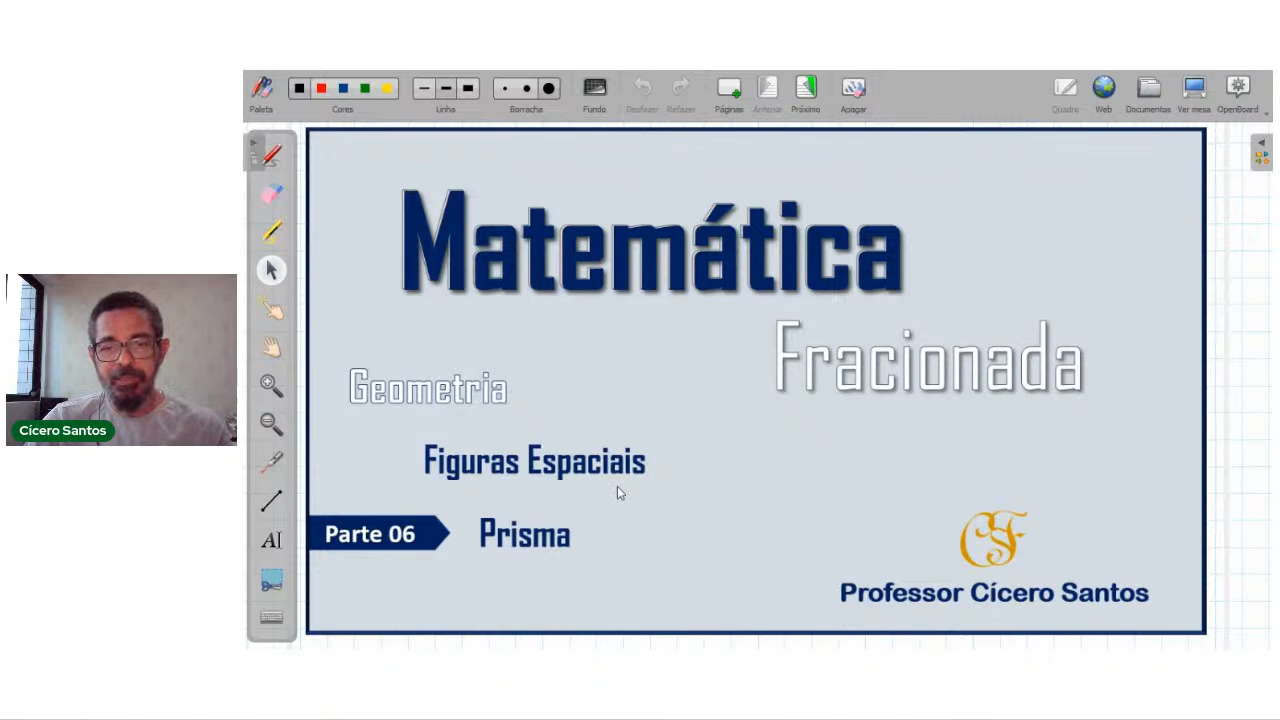 Paleta
Cores
Linha
Borracha
Fundo
Desfazer
Refazer
Páginas
Anterior
Próximo
Apagar
Quadro
Web
Documentos
Ver mesa
OpenBoard
Matemática
Fracionada
Geometria
Figuras Espaciais
Parte 06
Prisma
Professor Cícero Santos
Cícero Santos
AI